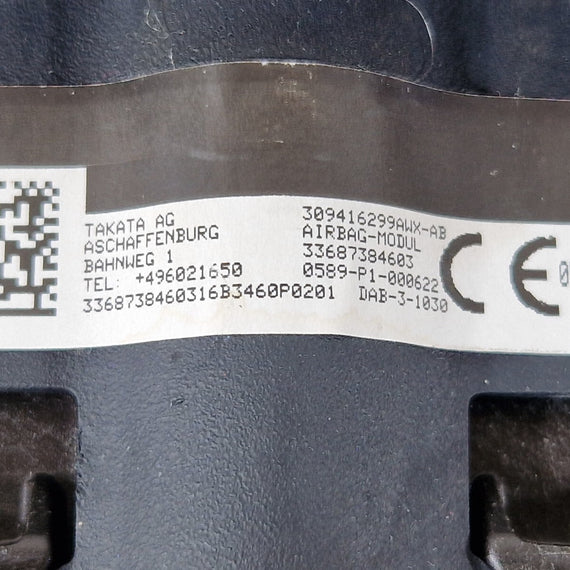 TAKATA AG
ASCHAFFENBURG
BAHNWEG 1
TEL: +496021650
3368738460316B3460P0201
309416299AWX-AB
AIRBAG-MODUL
33687384603
0589-P1-000622
DAB-3-1030
CE 0